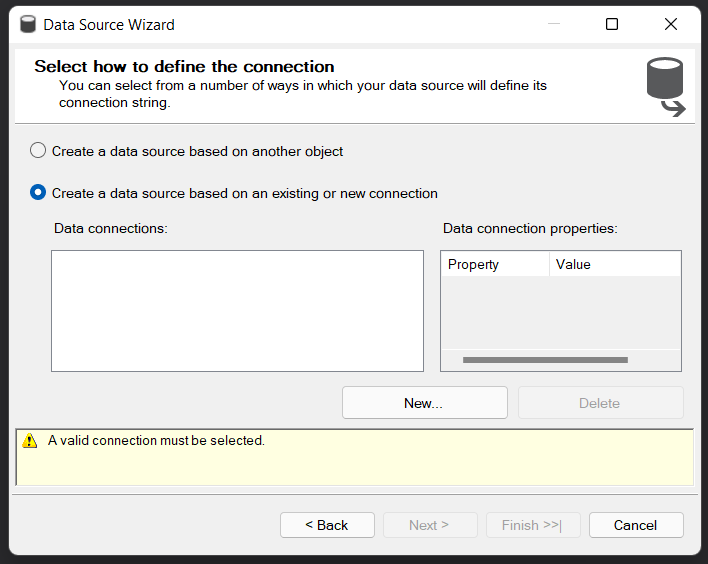 Data Source Wizard
Select how to define the connection
You can select from a number of ways in which your data source will define its
connection string.
Create a data source based on another object
Create a data source based on an existing or new connection
Data connections:
Data connection properties:
Property Value
New... Delete
A valid connection must be selected.
< Back Next > Finish >>| Cancel